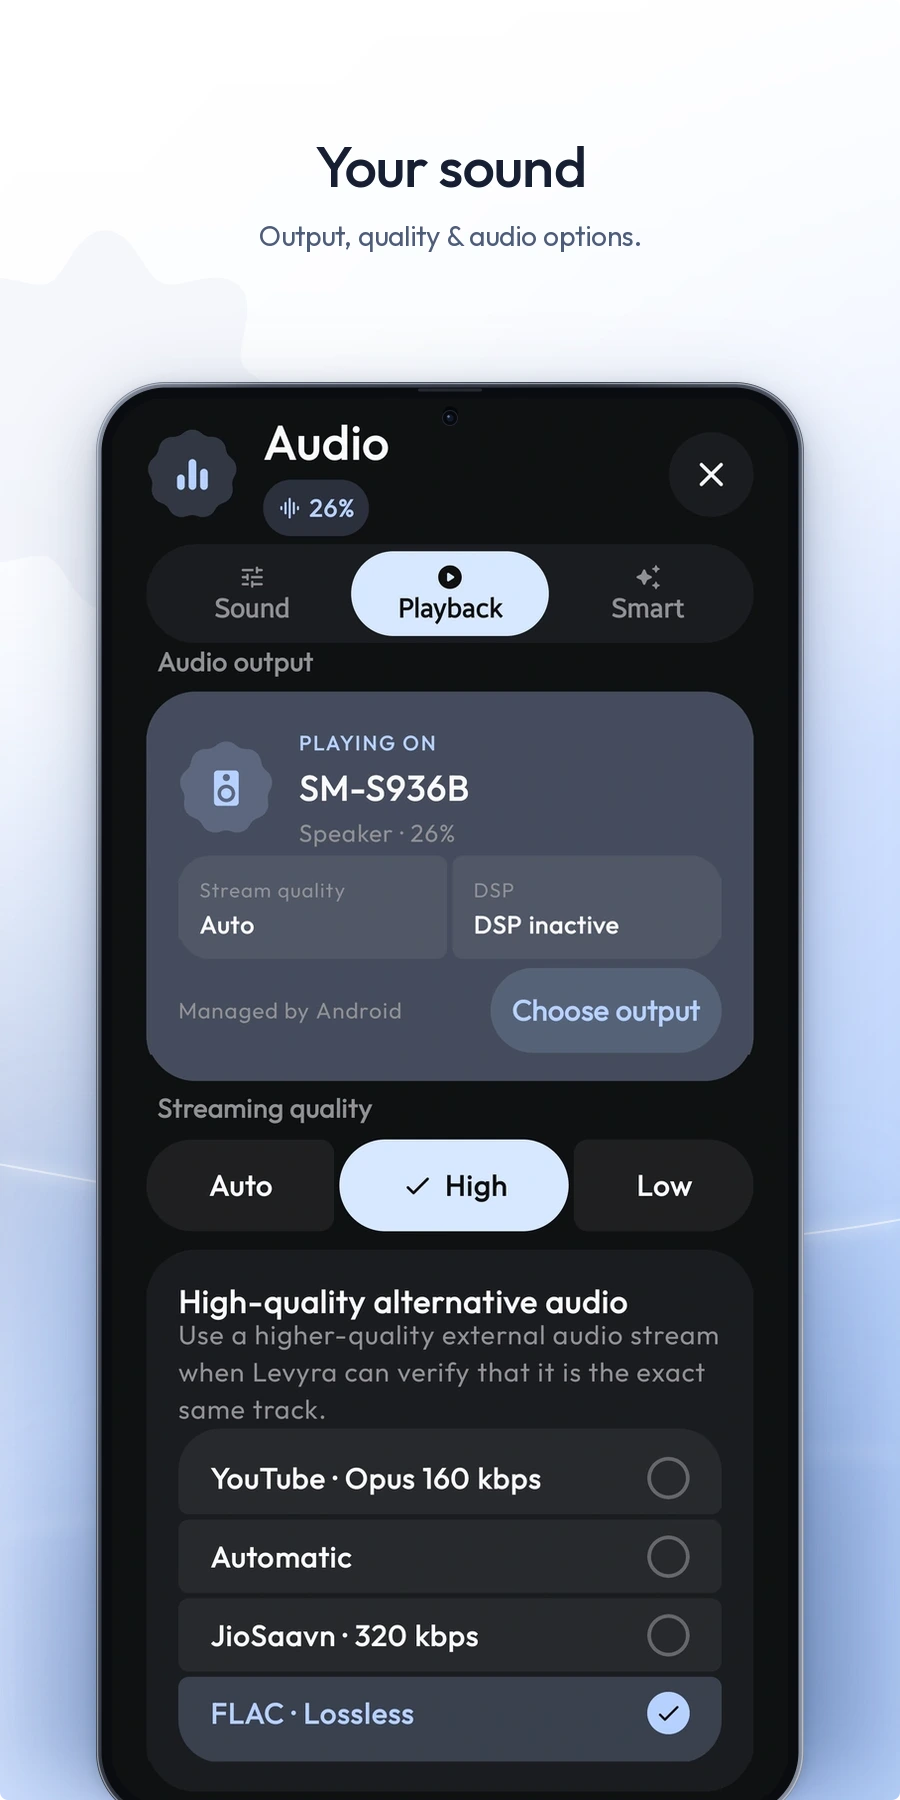 Your sound
Output, quality & audio options.
Audio
26%
Sound
Playback
Smart
Audio output
PLAYING ON
SM-S936B
Speaker · 26%
Stream quality
Auto
DSP
DSP inactive
Managed by Android
Choose output
Streaming quality
Auto
High
Low
High-quality alternative audio
Use a higher-quality external audio stream
when Levyra can verify that it is the exact
same track.
YouTube · Opus 160 kbps
Automatic
JioSaavn · 320 kbps
FLAC · Lossless